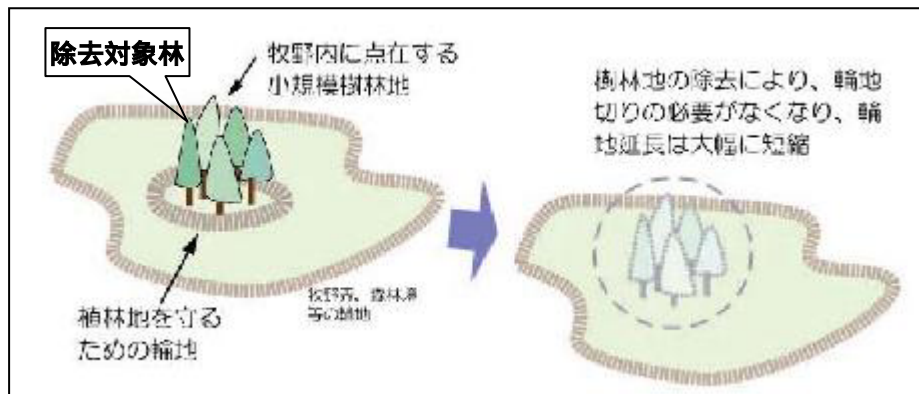 除去対象林
牧野内に点在する
小規模樹林地
樹林地の除去により、輪地
切りの必要がなくなり、輪
地延長は大幅に短縮
牧野界、森林境
等の輪地
植林地を守る
ための輪地